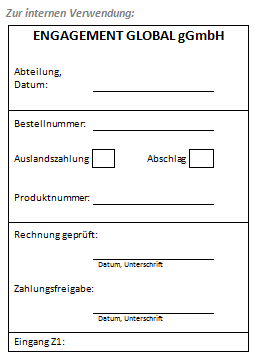 Zur internen Verwendung:
ENGAGEMENT GLOBAL gGmbH
Abteilung,
Datum:
Bestellnummer:
Auslandszahlung Abschlag
Produktnummer:
Rechnung geprüft:
Datum, Unterschrift
Zahlungsfreigabe:
Datum, Unterschrift
Eingang Z1: